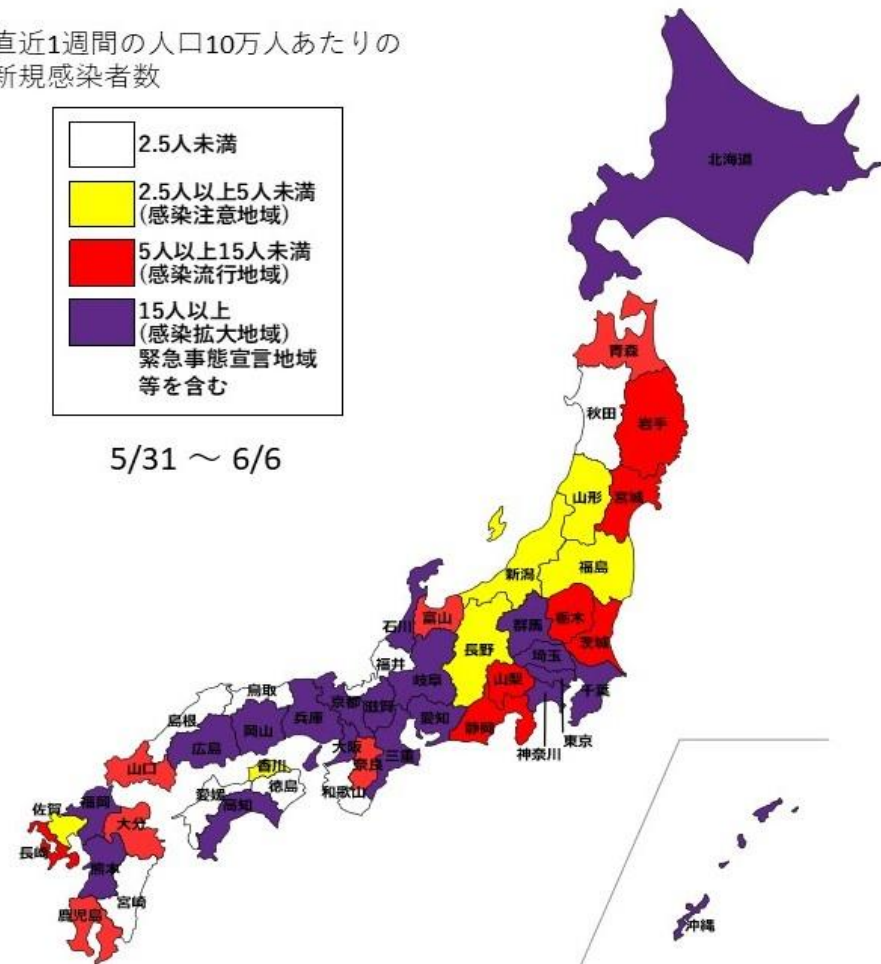 直近1週間の人口10万人あたりの
新規感染者数
2.5人未満
2.5人以上5人未満
(感染注意地域)
5人以上15人未満
(感染流行地域)
15人以上
(感染拡大地域)
緊急事態宣言地域
等を含む
5/31 ～ 6/6
北海道
青森
秋田
岩手
山形
宮城
新潟
福島
石川
富山
群馬
栃木
茨城
福井
長野
埼玉
岐阜
山梨
千葉
鳥取
京都
滋賀
愛知
静岡
島根
岡山
兵庫
広島
大阪
奈良
三重
神奈川
東京
山口
香川
徳島
和歌山
愛媛
高知
佐賀
福岡
大分
長崎
熊本
宮崎
鹿児島
沖縄